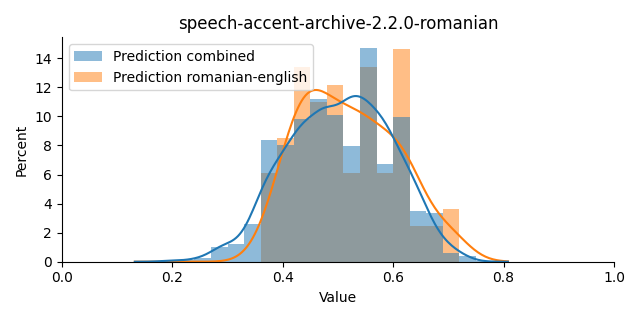 speech-accent-archive-2.2.0-romanian
Prediction combined
Prediction romanian-english
Percent
14
12
10
8
6
4
2
0
0.0 0.2 0.4 0.6 0.8 1.0
Value